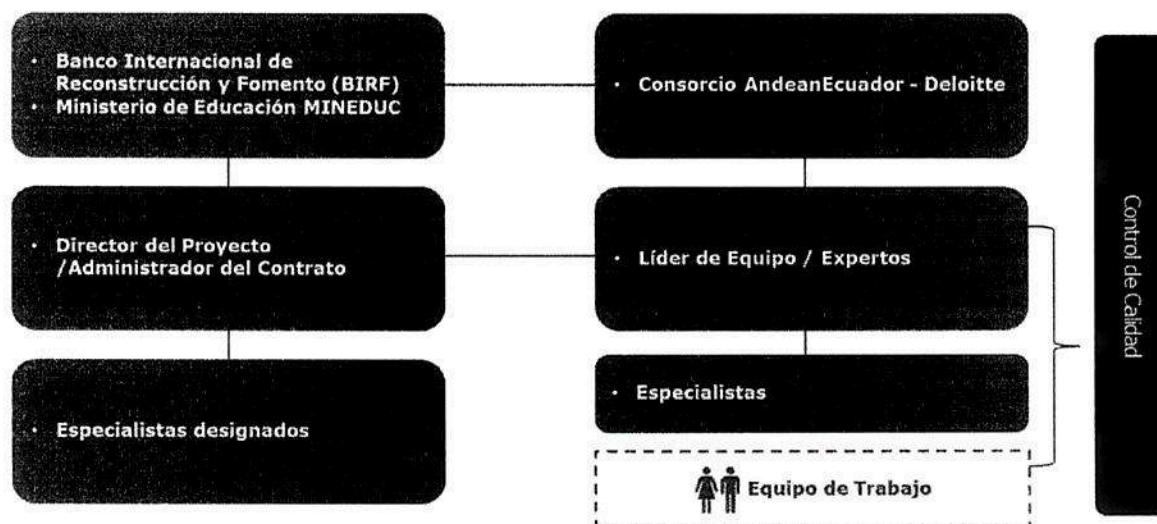 • Banco Internacional de
Reconstrucción y Fomento (BIRF)
• Ministerio de Educación MINEDUC
• Consorcio AndeanEcuador - Deloitte
• Director del Proyecto
/Administrador del Contrato
• Líder de Equipo / Expertos
• Especialistas designados
• Especialistas
Equipo de Trabajo
Control de Calidad